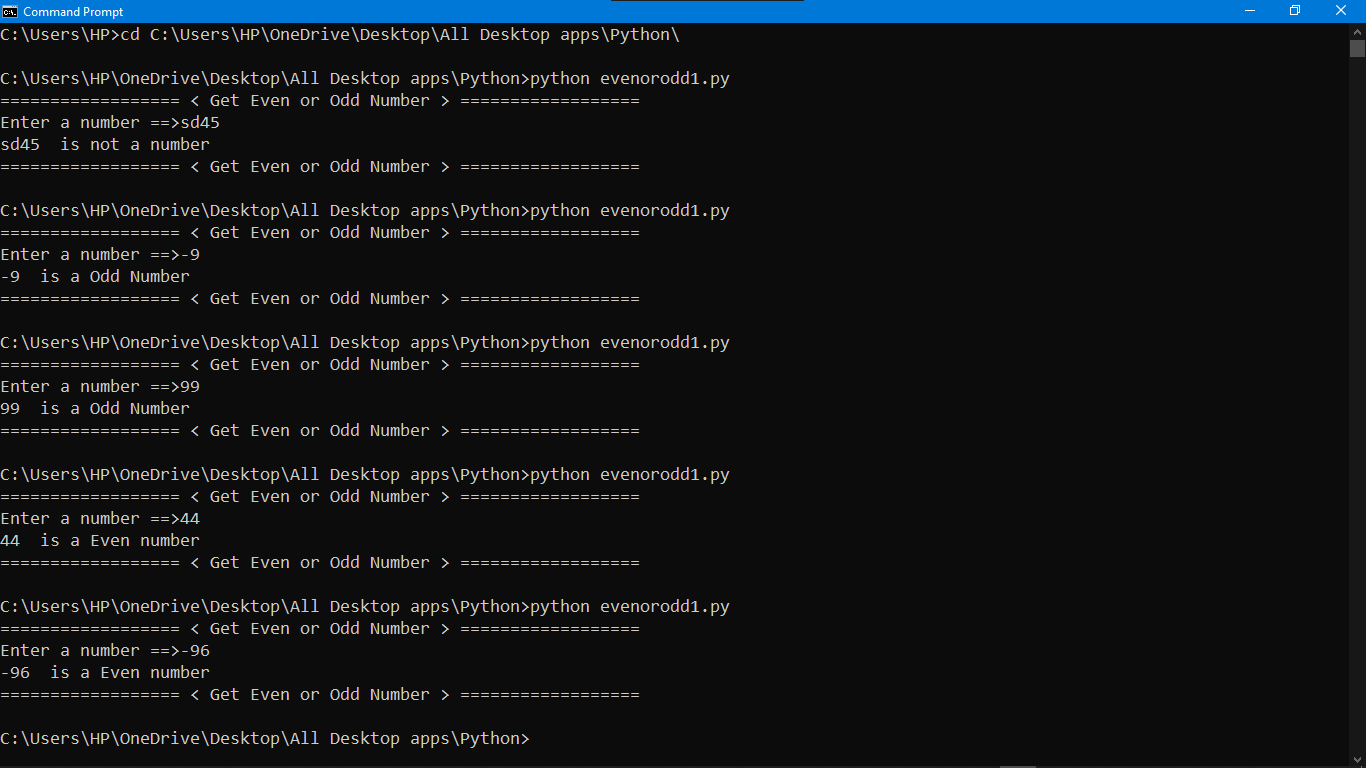 Command Prompt
C:\Users\HP>cd C:\Users\HP\OneDrive\Desktop\All Desktop apps\Python\
C:\Users\HP\OneDrive\Desktop\All Desktop apps\Python>python evenorodd1.py
================== < Get Even or Odd Number > ==================
Enter a number ==>sd45
sd45  is not a number
================== < Get Even or Odd Number > ==================
C:\Users\HP\OneDrive\Desktop\All Desktop apps\Python>python evenorodd1.py
================== < Get Even or Odd Number > ==================
Enter a number ==>-9
-9  is a Odd Number
================== < Get Even or Odd Number > ==================
C:\Users\HP\OneDrive\Desktop\All Desktop apps\Python>python evenorodd1.py
================== < Get Even or Odd Number > ==================
Enter a number ==>99
99  is a Odd Number
================== < Get Even or Odd Number > ==================
C:\Users\HP\OneDrive\Desktop\All Desktop apps\Python>python evenorodd1.py
================== < Get Even or Odd Number > ==================
Enter a number ==>44
44  is a Even number
================== < Get Even or Odd Number > ==================
C:\Users\HP\OneDrive\Desktop\All Desktop apps\Python>python evenorodd1.py
================== < Get Even or Odd Number > ==================
Enter a number ==>-96
-96  is a Even number
================== < Get Even or Odd Number > ==================
C:\Users\HP\OneDrive\Desktop\All Desktop apps\Python>